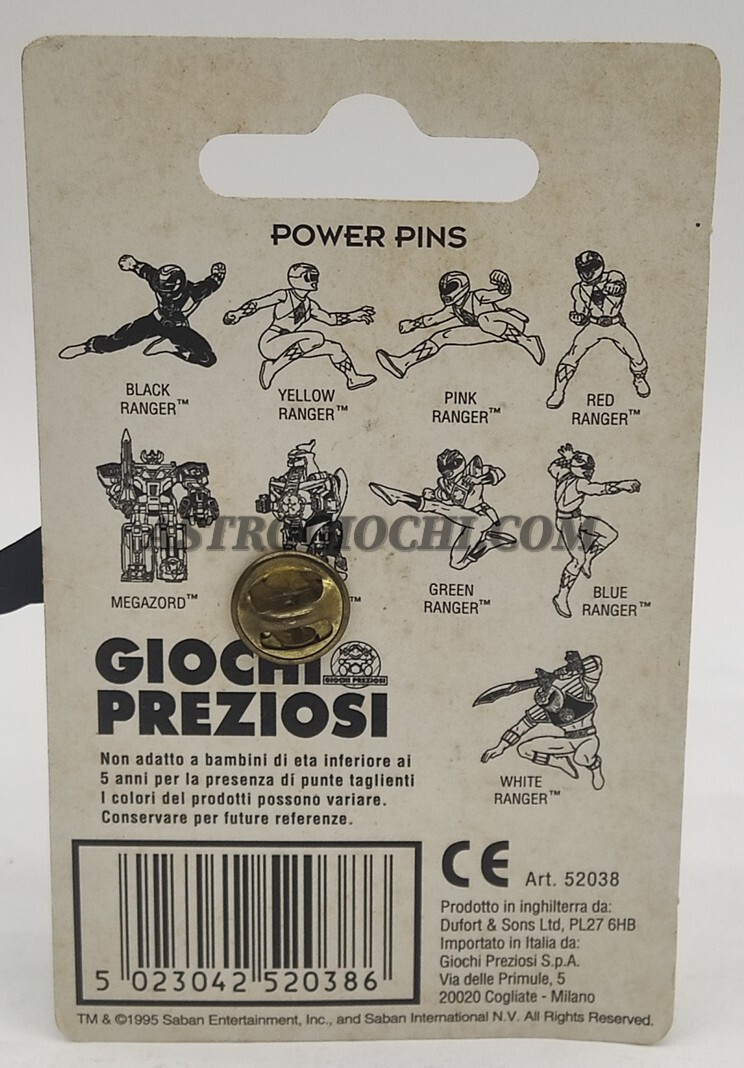 POWER PINS
BLACK
RANGER™
YELLOW
RANGER™
PINK
RANGER™
RED
RANGER™
MEGAZORD™
™
GREEN
RANGER™
BLUE
RANGER™
ASTROGIOCHI.COM
GIOCHI
PREZIOSI
GIOCHI PREZIOSI
WHITE
RANGER™
Non adatto a bambini di eta inferiore ai
5 anni per la presenza di punte taglienti
I colori dei prodotti possono variare.
Conservare per future referenze.
5 023042 520386
CE Art. 52038
Prodotto in inghilterra da:
Dufort & Sons Ltd, PL27 6HB
Importato in Italia da:
Giochi Preziosi S.p.A.
Via delle Primule, 5
20020 Cogliate - Milano
TM & ©1995 Saban Entertainment, Inc., and Saban International N.V. All Rights Reserved.